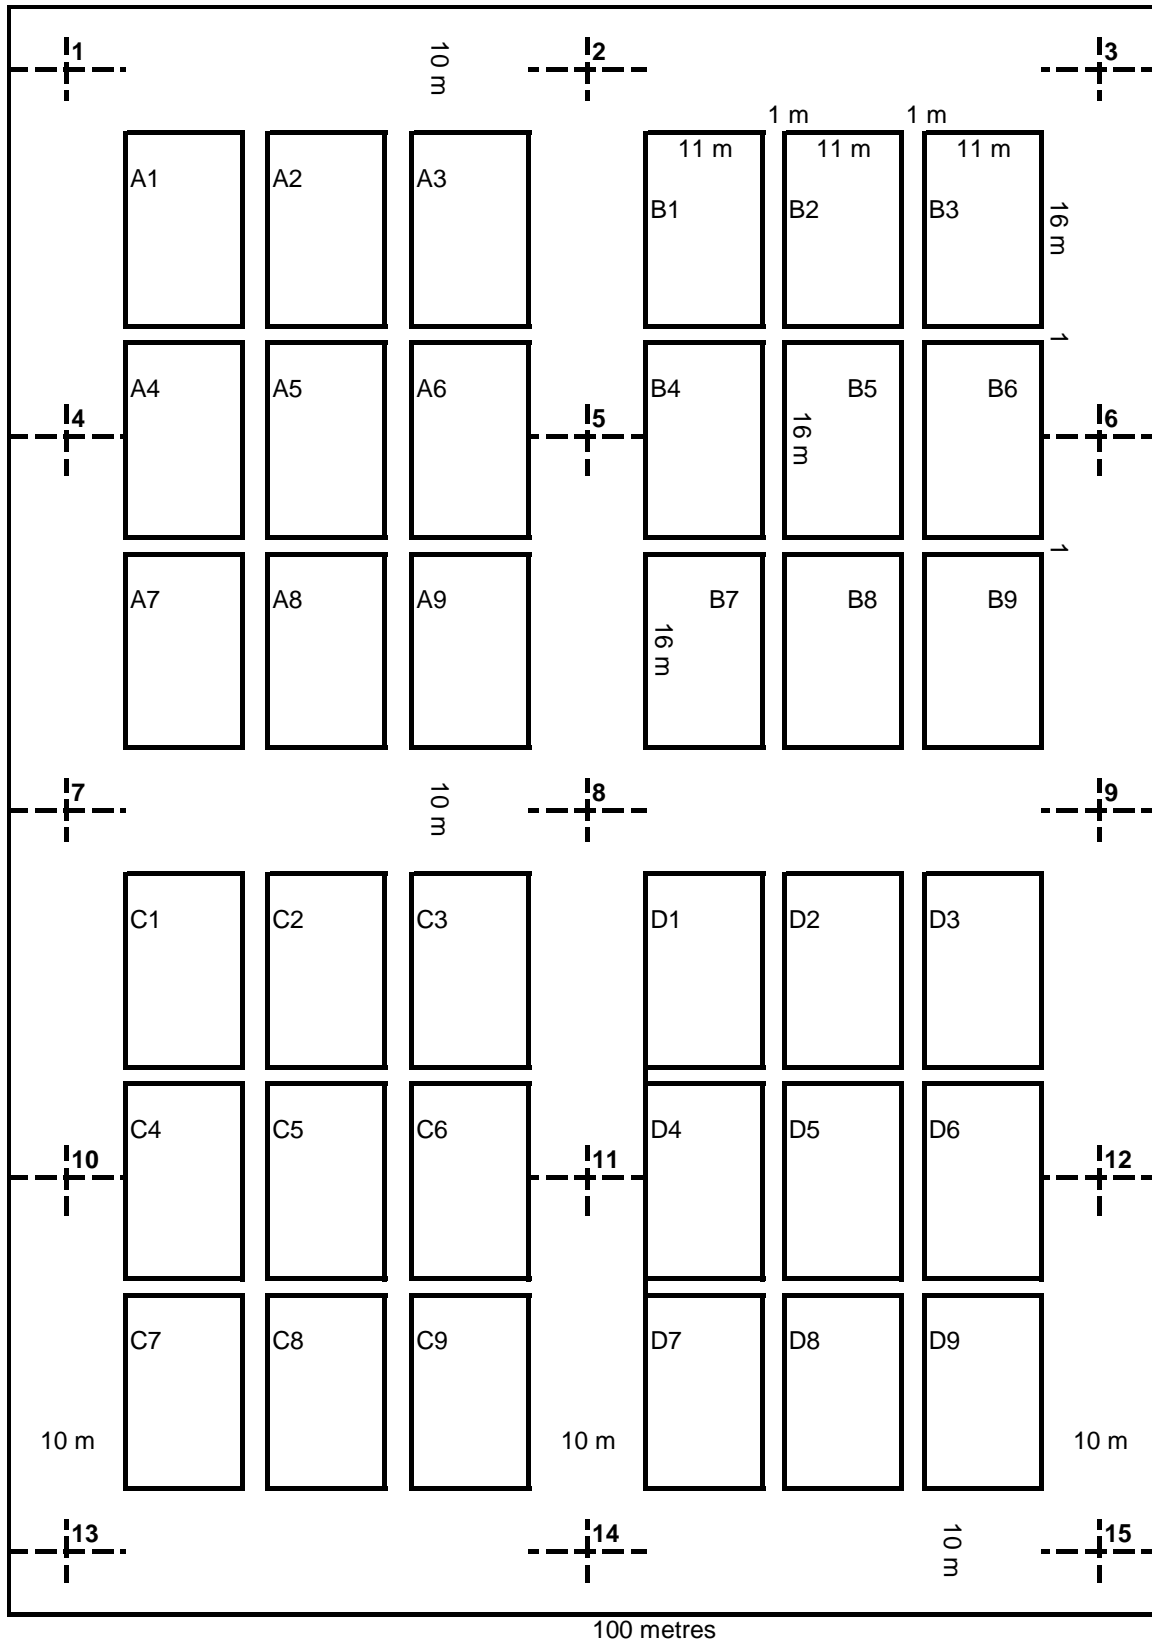 1 10 m 2 3
1 m 1 m
11 m 11 m 11 m
A1 A2 A3
B1 B2 B3 16 m
1
A4 A5 A6 B4 B5 B6
4 5 16 m 6
1
A7 A8 A9 B7 B8 B9
16 m
7 10 m 8 9
C1 C2 C3 D1 D2 D3
C4 C5 C6 D4 D5 D6
10 11 12
C7 C8 C9 D7 D8 D9
10 m 10 m 10 m
13 14 10 m 15
100 metres